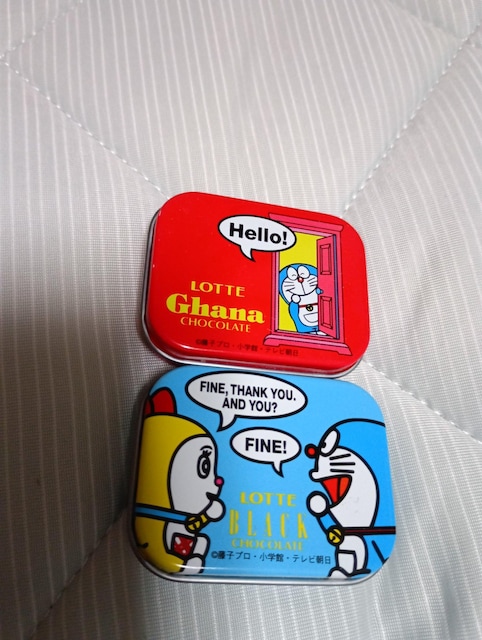 Hello!
LOTTE
Ghana
CHOCOLATE
©藤子プロ・小学館・テレビ朝日
FINE, THANK YOU.
AND YOU?
FINE!
LOTTE
BLACK
CHOCOLATE
©藤子プロ・小学館・テレビ朝日